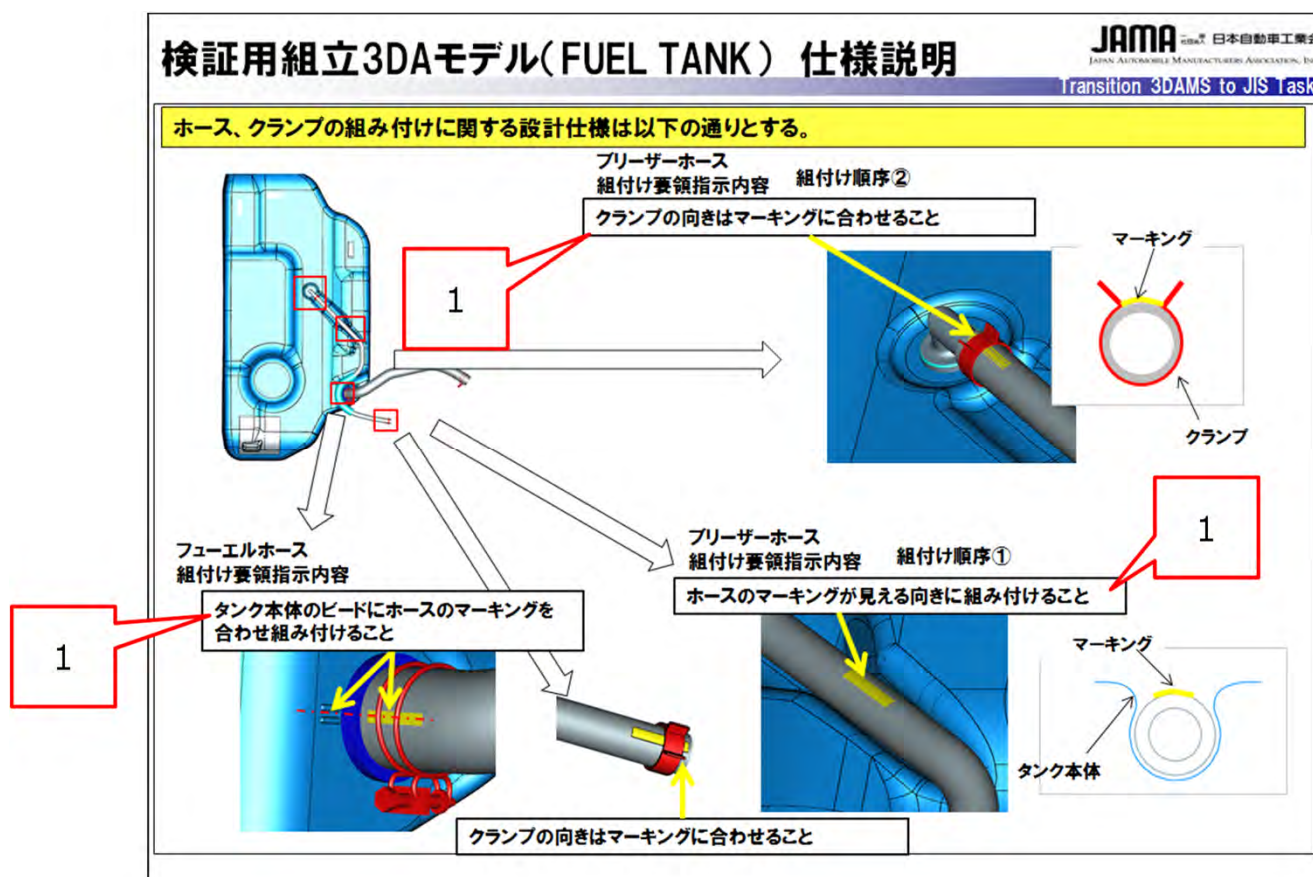 検証用組立3DAモデル(FUEL TANK) 仕様説明
JAMA 一般社団法人 日本自動車工業会
JAPAN AUTOMOBILE MANUFACTURERS ASSOCIATION, IN
Transition 3DAMS to JIS Task
ホース、クランプの組み付けに関する設計仕様は以下の通りとする。
ブリーザーホース
組付け要領指示内容 組付け順序②
クランプの向きはマーキングに合わせること
1
マーキング
クランプ
フューエルホース
組付け要領指示内容
タンク本体のビードにホースのマーキングを
合わせ組み付けること
1
ブリーザーホース
組付け要領指示内容 組付け順序①
ホースのマーキングが見える向きに組み付けること
1
マーキング
タンク本体
クランプの向きはマーキングに合わせること